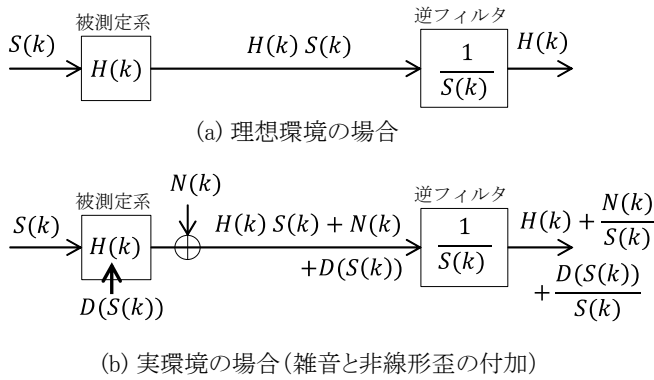 被測定系
逆フィルタ
S(k)
H(k)
H(k) S(k)
1
S(k)
H(k)
(a) 理想環境の場合
被測定系
N(k)
逆フィルタ
S(k)
H(k)
H(k) S(k) + N(k)
+D(S(k))
1
S(k)
H(k) + N(k)
S(k)
+ D(S(k))
S(k)
D(S(k))
(b) 実環境の場合（雑音と非線形歪の付加）